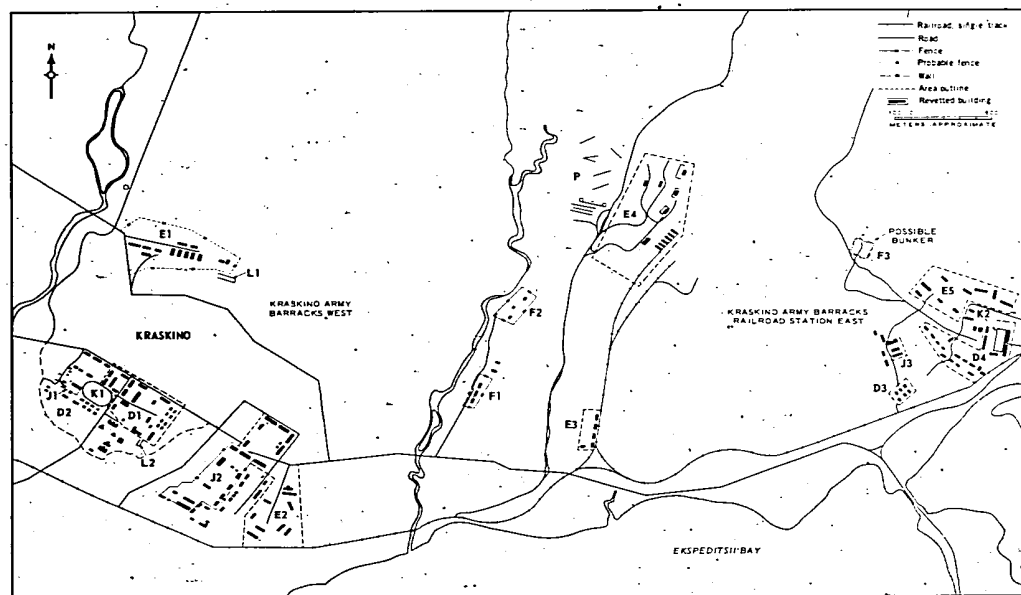 N
Railroad, single track
Road
Fence
Probable fence
Wall
Area outline
Revetted building
METERS APPROXIMATE
P
E4
E1
L1
POSSIBLE
BUNKER
F3
E5
K2
KRASKINO ARMY
BARRACKS WEST
F2
KRASKINO ARMY BARRACKS
RAILROAD STATION EAST
KRASKINO
D4
J3
D3
J1
K1
D2
D1
F1
E3
L2
J2
E2
EKSPEDITSII BAY